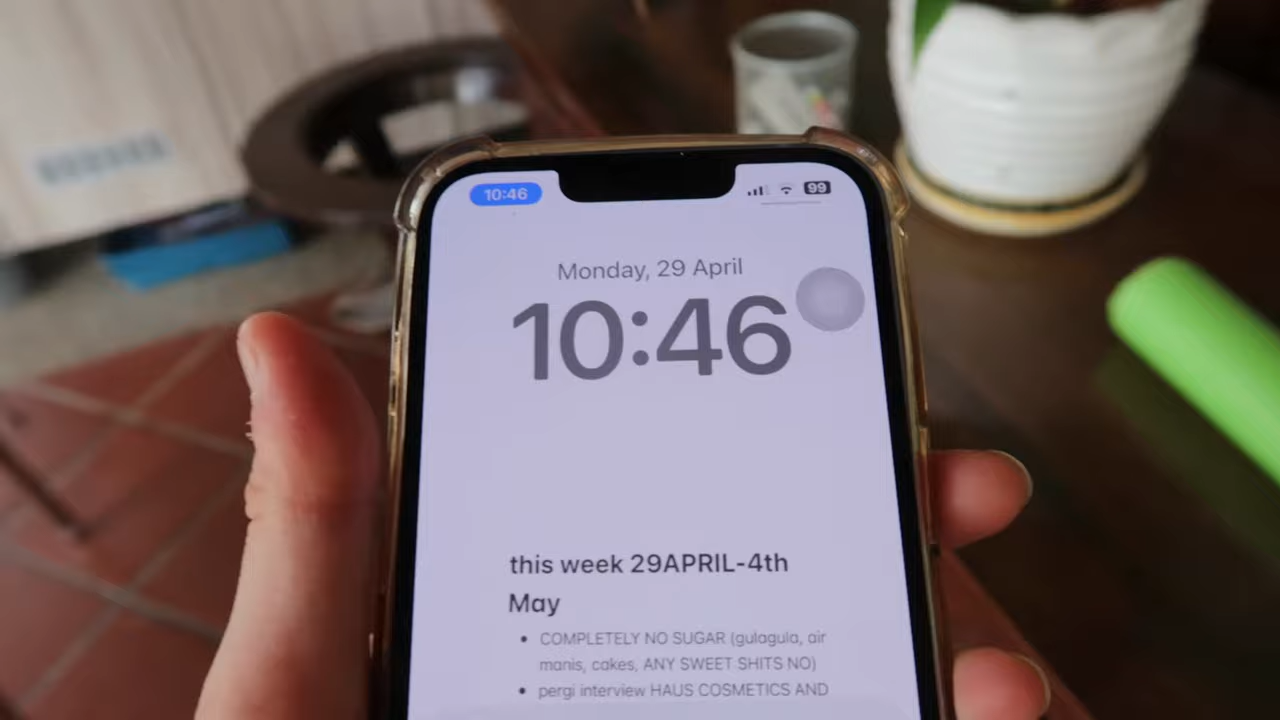 10:46
99
Monday, 29 April
10:46
this week 29APRIL-4th
May
• COMPLETELY NO SUGAR (gulagula, air
manis, cakes, ANY SWEET SHITS NO)
• pergi interview HAUS COSMETICS AND